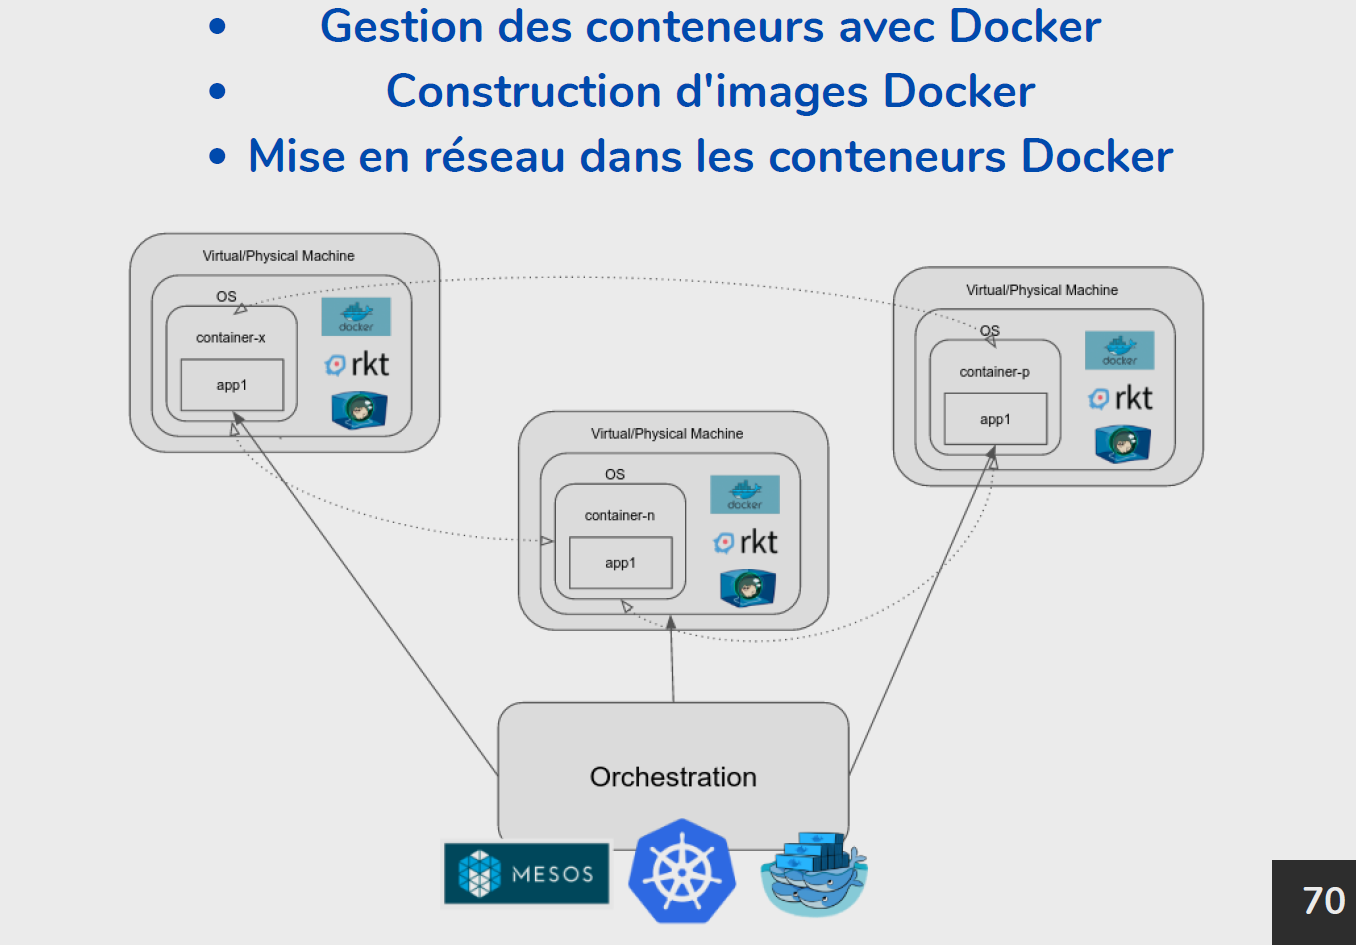 Gestion des conteneurs avec Docker
Construction d'images Docker
Mise en réseau dans les conteneurs Docker
Virtual/Physical Machine
OS
container-x
app1
docker
rkt
Virtual/Physical Machine
OS
container-p
app1
docker
rkt
Virtual/Physical Machine
OS
container-n
app1
docker
rkt
Orchestration
MESOS
70